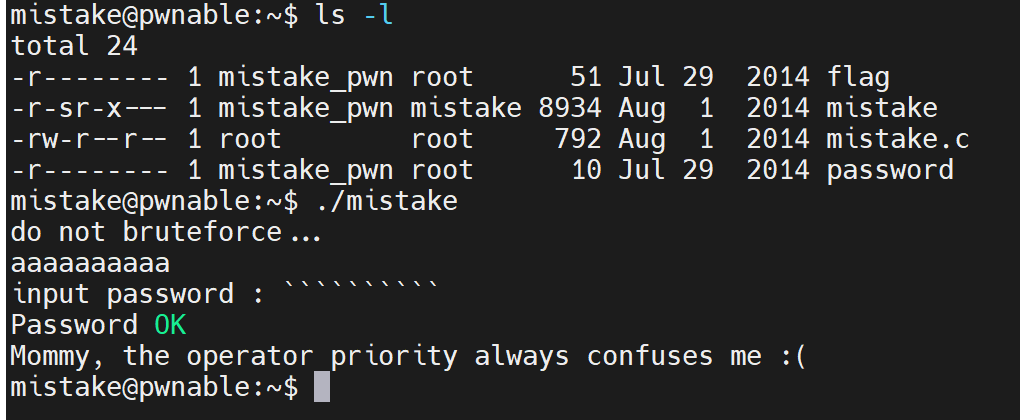 mistake@pwnable:~$ ls -l
total 24
-r-------- 1 mistake_pwn root      51 Jul 29  2014 flag
-r-sr-x--- 1 mistake_pwn mistake 8934 Aug  1  2014 mistake
-rw-r--r-- 1 root        root     792 Aug  1  2014 mistake.c
-r-------- 1 mistake_pwn root      10 Jul 29  2014 password
mistake@pwnable:~$ ./mistake
do not bruteforce...
aaaaaaaaaa
input password : ``````````
Password OK
Mommy, the operator priority always confuses me :(
mistake@pwnable:~$